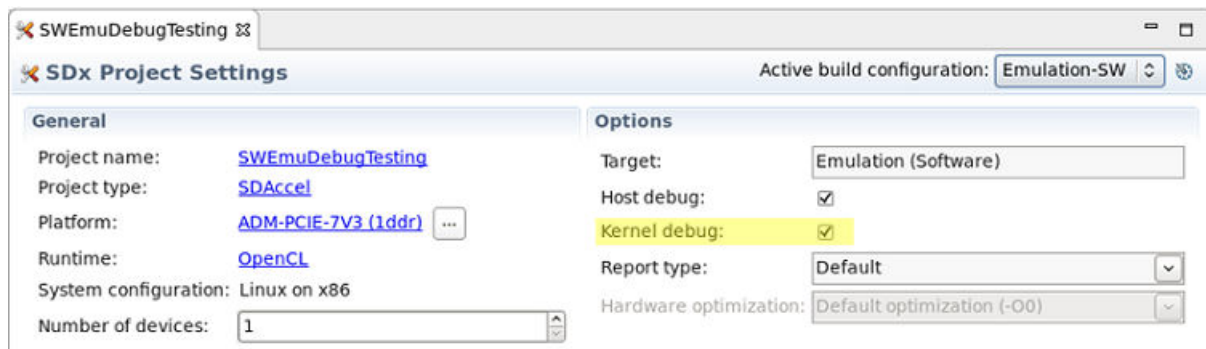 SWEmuDebugTesting
SDx Project Settings
Active build configuration: Emulation-SW
General
Project name: SWEmuDebugTesting
Project type: SDAccel
Platform: ADM-PCIE-7V3 (1ddr) ...
Runtime: OpenCL
System configuration: Linux on x86
Number of devices: 1
Options
Target: Emulation (Software)
Host debug:
Kernel debug:
Report type: Default
Hardware optimization: Default optimization (-O0)